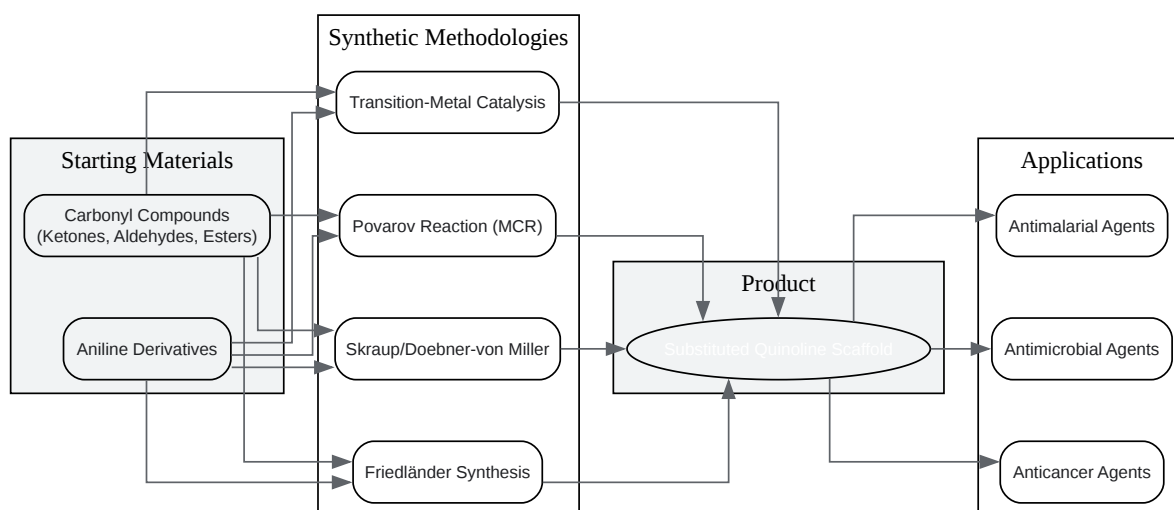 Synthetic Methodologies
Transition-Metal Catalysis
Starting Materials
Applications
Carbonyl Compounds
(Ketones, Aldehydes, Esters)
Povarov Reaction (MCR)
Antimalarial Agents
Product
Aniline Derivatives
Skraup/Doebner-von Miller
Substituted Quinoline Scaffold
Antimicrobial Agents
Friedländer Synthesis
Anticancer Agents